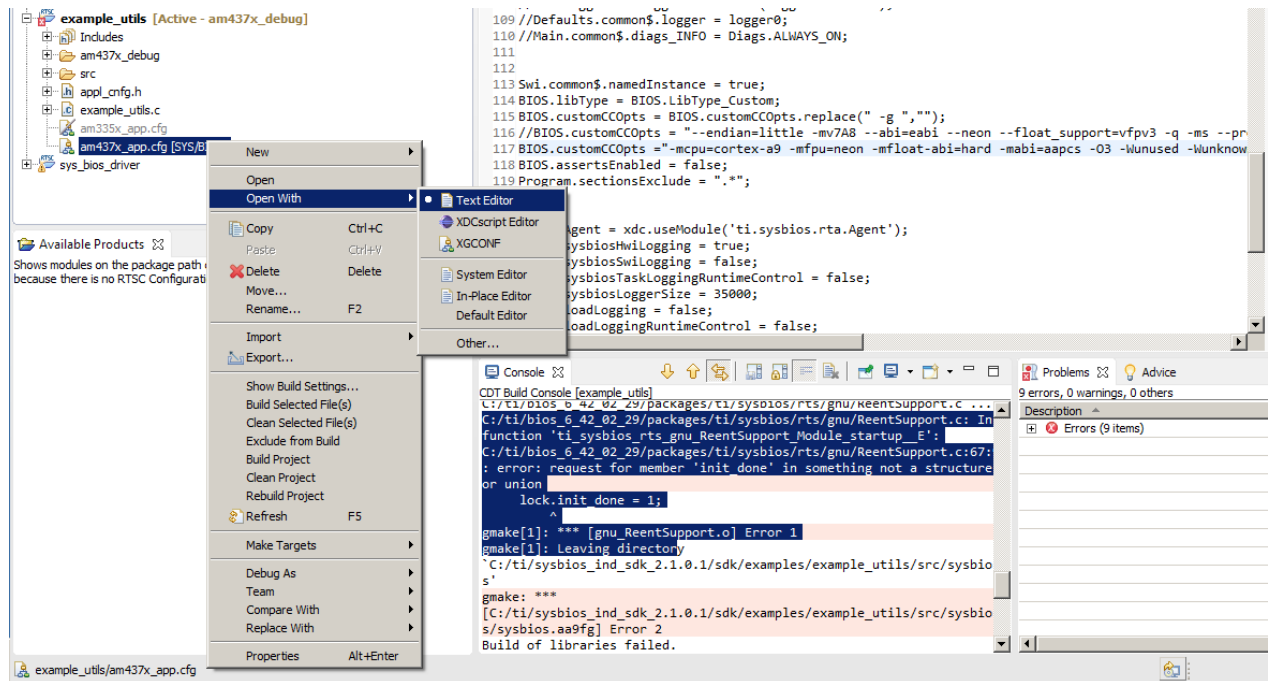 example_utils [Active - am437x_debug]
Includes
am437x_debug
src
appl_cnfg.h
example_utils.c
am335x_app.cfg
am437x_app.cfg [SYS/BI
sys_bios_driver
Available Products
Shows modules on the package path
because there is no RTSC Configurati
New
Open
Open With
Copy Ctrl+C
Paste Ctrl+V
Delete Delete
Move...
Rename... F2
Import
Export...
Show Build Settings...
Build Selected File(s)
Clean Selected File(s)
Exclude from Build
Build Project
Clean Project
Rebuild Project
Refresh F5
Make Targets
Debug As
Team
Compare With
Replace With
Properties Alt+Enter
Text Editor
XDCscript Editor
XGCONF
System Editor
In-Place Editor
Default Editor
Other...
109 //Defaults.common$.logger = logger0;
110 //Main.common$.diags_INFO = Diags.ALWAYS_ON;
111
112
113 Swi.common$.namedInstance = true;
114 BIOS.libType = BIOS.LibType_Custom;
115 BIOS.customCCOpts = BIOS.customCCOpts.replace(" -g ","");
116 //BIOS.customCCOpts = "--endian=little -mv7A8 --abi=eabi --neon --float_support=vfpv3 -q -ms --pr
117 BIOS.customCCOpts ="-mcpu=cortex-a9 -mfpu=neon -mfloat-abi=hard -mabi=aapcs -O3 -Wunused -Wunknow
118 BIOS.assertsEnabled = false;
119 Program.sectionsExclude = ".*";
Agent = xdc.useModule('ti.sysbios.rta.Agent');
sysbiosHwiLogging = true;
sysbiosSwiLogging = false;
sysbiosTaskLoggingRuntimeControl = false;
sysbiosLoggerSize = 35000;
loadLogging = false;
loadLoggingRuntimeControl = false;
Console
CDT Build Console [example_utils]
C:/ti/bios_6_42_02_29/packages/ti/sysbios/rts/gnu/ReentSupport.c ...
C:/ti/bios_6_42_02_29/packages/ti/sysbios/rts/gnu/ReentSupport.c: In
function 'ti_sysbios_rts_gnu_ReentSupport_Module_startup__E':
C:/ti/bios_6_42_02_29/packages/ti/sysbios/rts/gnu/ReentSupport.c:67:
: error: request for member 'init_done' in something not a structure
or union
lock.init_done = 1;
^
gmake[1]: *** [gnu_ReentSupport.o] Error 1
gmake[1]: Leaving directory
`C:/ti/sysbios_ind_sdk_2.1.0.1/sdk/examples/example_utils/src/sysbio
s'
gmake: ***
[C:/ti/sysbios_ind_sdk_2.1.0.1/sdk/examples/example_utils/src/sysbio
s/sysbios.aa9fg] Error 2
Build of libraries failed.
Problems Advice
9 errors, 0 warnings, 0 others
Description
Errors (9 items)
example_utils/am437x_app.cfg